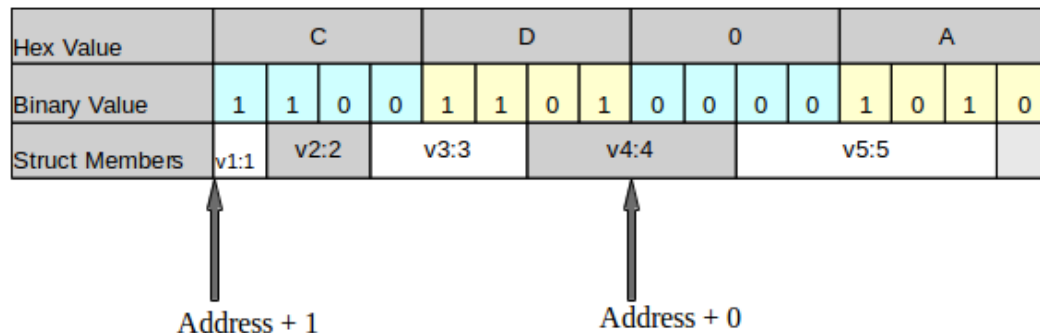 Hex Value C D 0 A
Binary Value 1 1 0 0 1 1 0 1 0 0 0 0 1 0 1 0
Struct Members v1:1 v2:2 v3:3 v4:4 v5:5
Address + 1 Address + 0